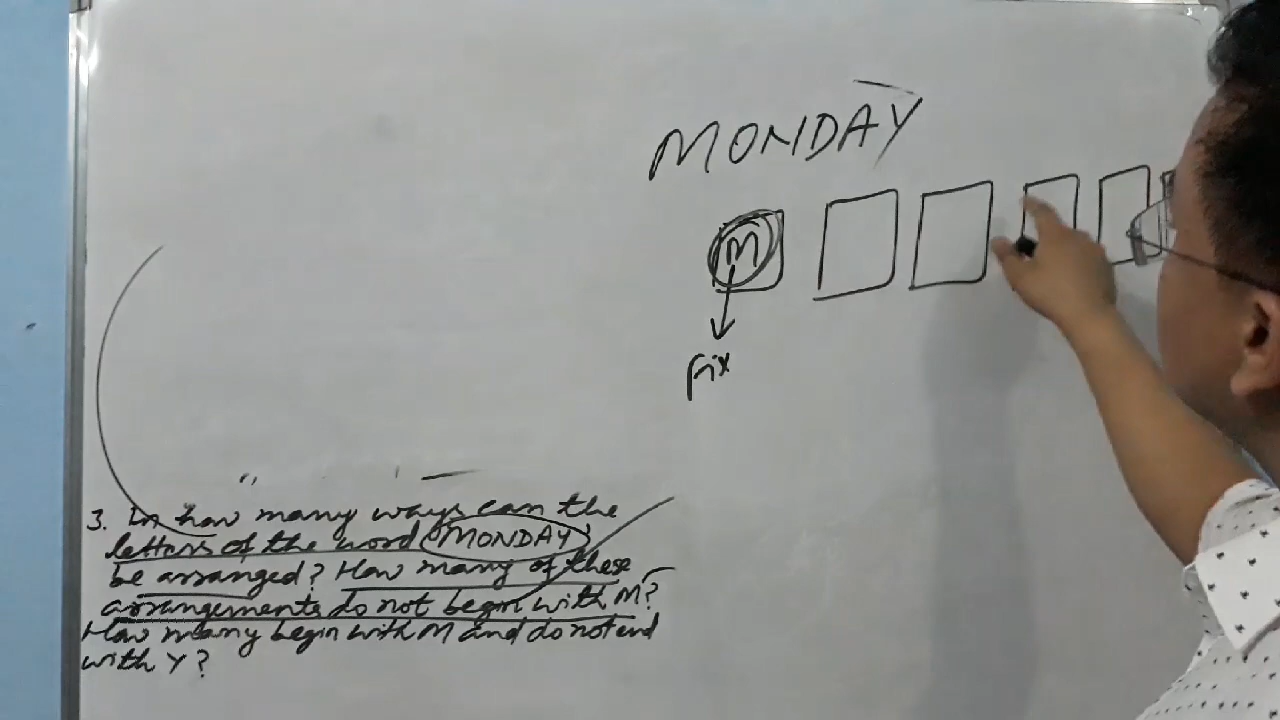 MONDAY
M
Fix
3. In how many ways can the
letters of the word MONDAY
be arranged? How many of these
arrangements do not begin with M?
How many begin with M and do not end
with Y?